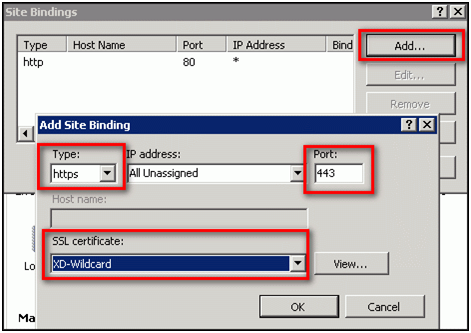 Site Bindings
Type Host Name Port IP Address Bind
http 80 *
Add...
Edit...
Remove
Add Site Binding
Type: IP address: Port:
https All Unassigned 443
Host name:
SSL certificate:
XD-Wildcard View...
OK Cancel
Lo
Ma